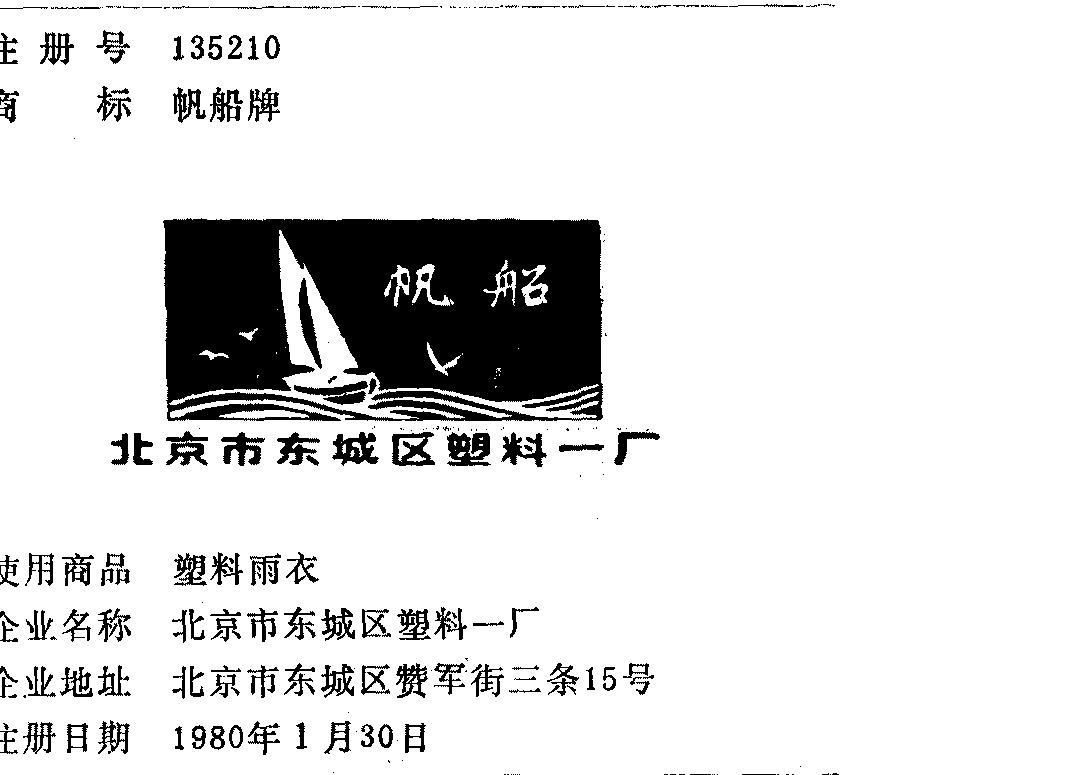 注册号 135210
商标 帆船牌
帆船
北京市东城区塑料一厂
使用商品 塑料雨衣
企业名称 北京市东城区塑料一厂
企业地址 北京市东城区赞军街三条15号
注册日期 1980年1月30日